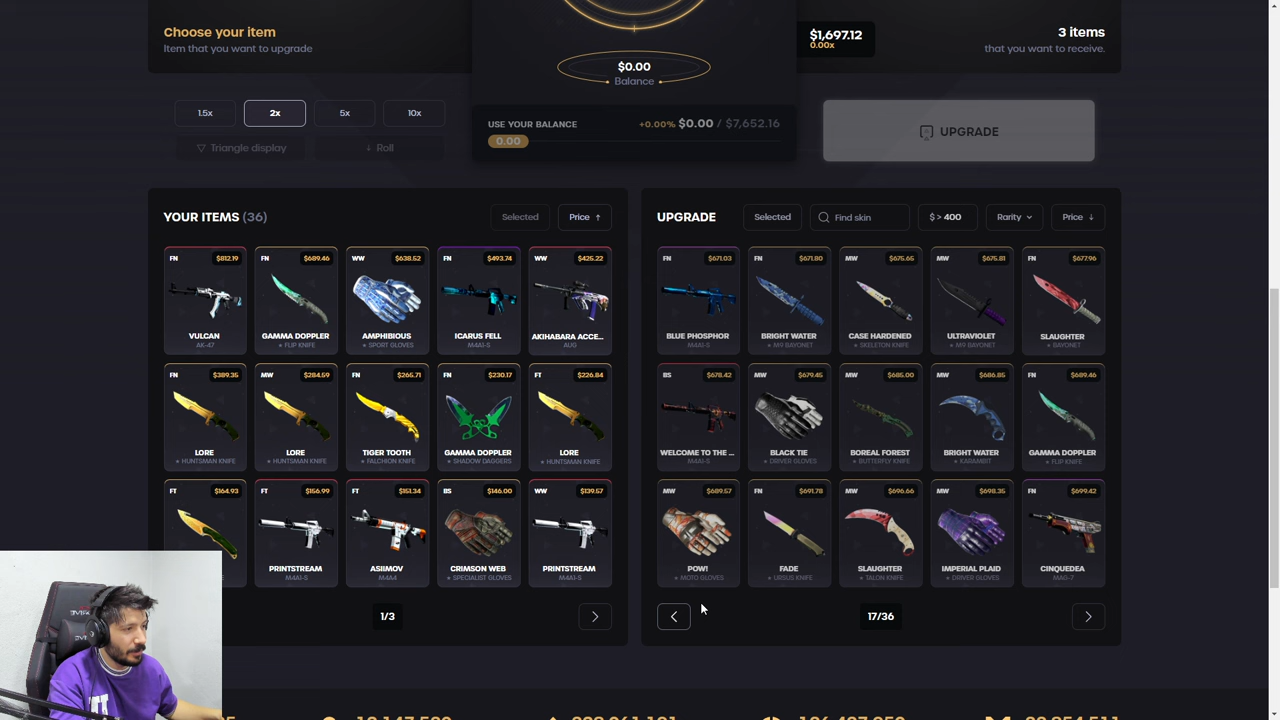 Choose your item
Item that you want to upgrade
$1,697.12
0.00x
3 items
that you want to receive.
$0.00
Balance
1.5x
2x
5x
10x
Triangle display
Roll
USE YOUR BALANCE
+0.00% $0.00 / $7,652.16
0.00
UPGRADE
YOUR ITEMS (36)
Selected
Price
FN $812.19
VULCAN
AK-47
FN $689.46
GAMMA DOPPLER
★ FLIP KNIFE
WW $638.52
AMPHIBIOUS
★ SPORT GLOVES
FN $493.74
ICARUS FELL
M4A1-S
WW $425.22
AKIHABARA ACCE...
AUG
FN $389.35
LORE
★ HUNTSMAN KNIFE
MW $284.59
LORE
★ HUNTSMAN KNIFE
FN $265.71
TIGER TOOTH
★ FALCHION KNIFE
FN $230.17
GAMMA DOPPLER
★ SHADOW DAGGERS
FT $226.84
LORE
★ HUNTSMAN KNIFE
FT $164.93
FT $156.99
PRINTSTREAM
M4A1-S
FT $151.34
ASIIMOV
M4A4
BS $146.00
CRIMSON WEB
★ SPECIALIST GLOVES
WW $139.57
PRINTSTREAM
M4A1-S
1/3
UPGRADE
Selected
Find skin
$ > 400
Rarity
Price
FN $671.03
BLUE PHOSPHOR
M4A1-S
FN $671.80
BRIGHT WATER
★ M9 BAYONET
MW $675.65
CASE HARDENED
★ SKELETON KNIFE
MW $675.81
ULTRAVIOLET
★ M9 BAYONET
FN $677.96
SLAUGHTER
★ BAYONET
BS $678.42
WELCOME TO THE ...
M4A1-S
MW $679.45
BLACK TIE
★ DRIVER GLOVES
MW $685.00
BOREAL FOREST
★ BUTTERFLY KNIFE
MW $686.85
BRIGHT WATER
★ KARAMBIT
FN $689.46
GAMMA DOPPLER
★ FLIP KNIFE
MW $689.57
POW!
★ MOTO GLOVES
FN $691.78
FADE
★ URSUS KNIFE
MW $696.66
SLAUGHTER
★ TALON KNIFE
MW $698.35
IMPERIAL PLAID
★ DRIVER GLOVES
FN $699.42
CINQUEDEA
MAG-7
17/36